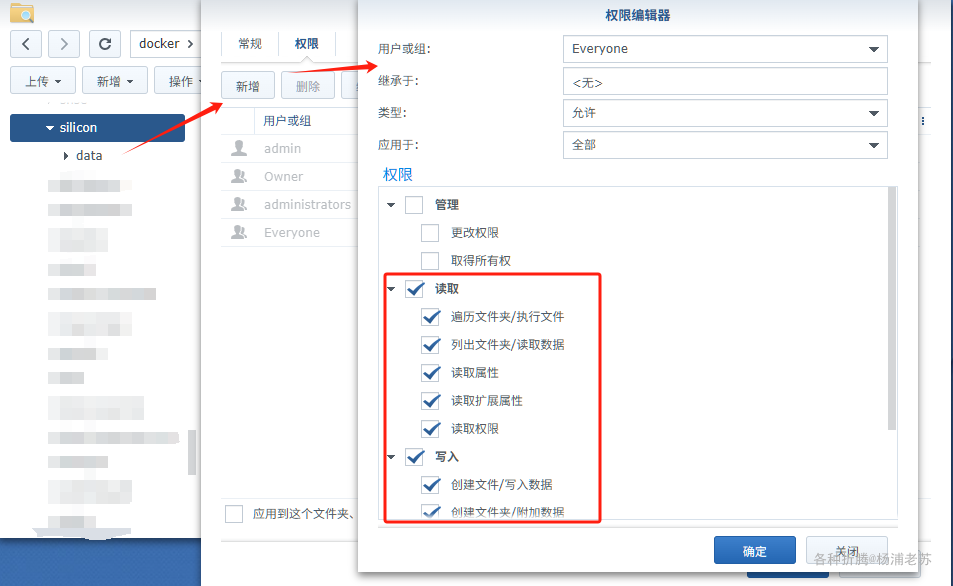 docker
上传
新增
操作
silicon
data
常规
权限
新增
删除
用户或组
admin
Owner
administrators
Everyone
应用到这个文件夹、
权限编辑器
用户或组:
Everyone
继承于:
<无>
类型:
允许
应用于:
全部
权限
管理
更改权限
取得所有权
读取
遍历文件夹/执行文件
列出文件夹/读取数据
读取属性
读取扩展属性
读取权限
写入
创建文件/写入数据
创建文件夹/附加数据
确定
关闭
各种折腾@杨浦老苏